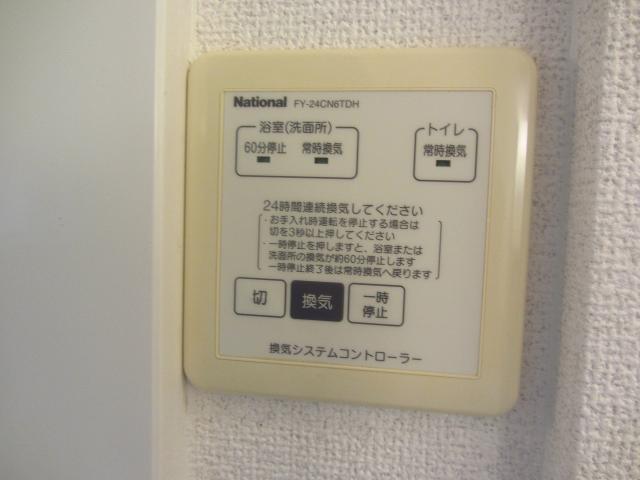 National FY-24CN6TDH
浴室(洗面所)
60分停止 常時換気
トイレ
常時換気
24時間連続換気してください
・お手入れ時運転を停止する場合は
切を3秒以上押してください
・一時停止を押しますと、浴室または
洗面所の換気が約60分停止します
一時停止終了後は常時換気へ戻ります
切
換気
一時
停止
換気システムコントローラー